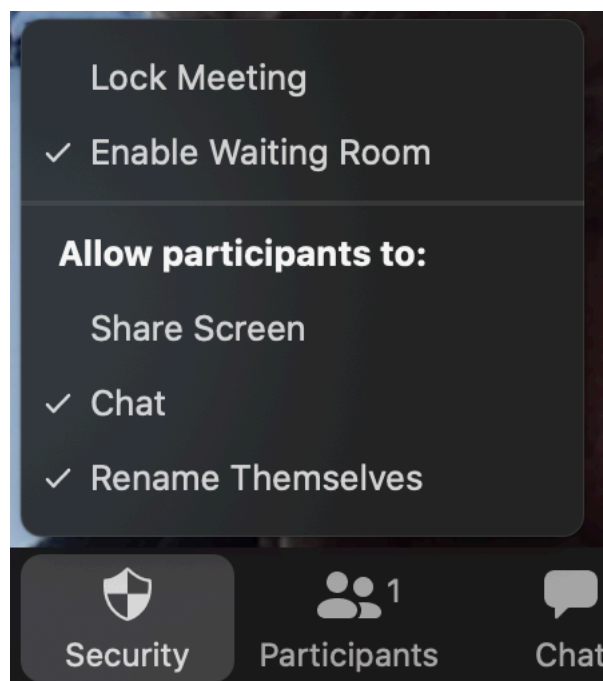 Lock Meeting
✓ Enable Waiting Room
Allow participants to:
Share Screen
✓ Chat
✓ Rename Themselves
1
Security
Participants
Chat